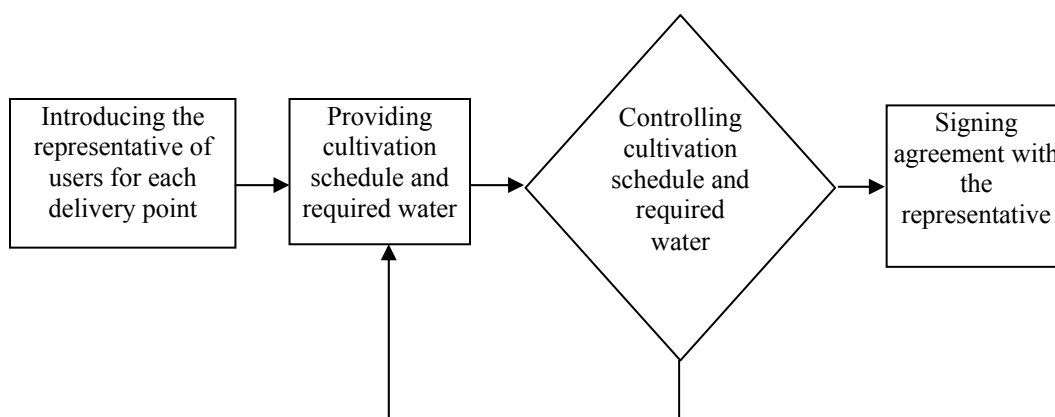 Introducing the
representative of
users for each
delivery point
Providing
cultivation
schedule and
required water
Controlling
cultivation
schedule and
required
water
Signing
agreement with
the
representative